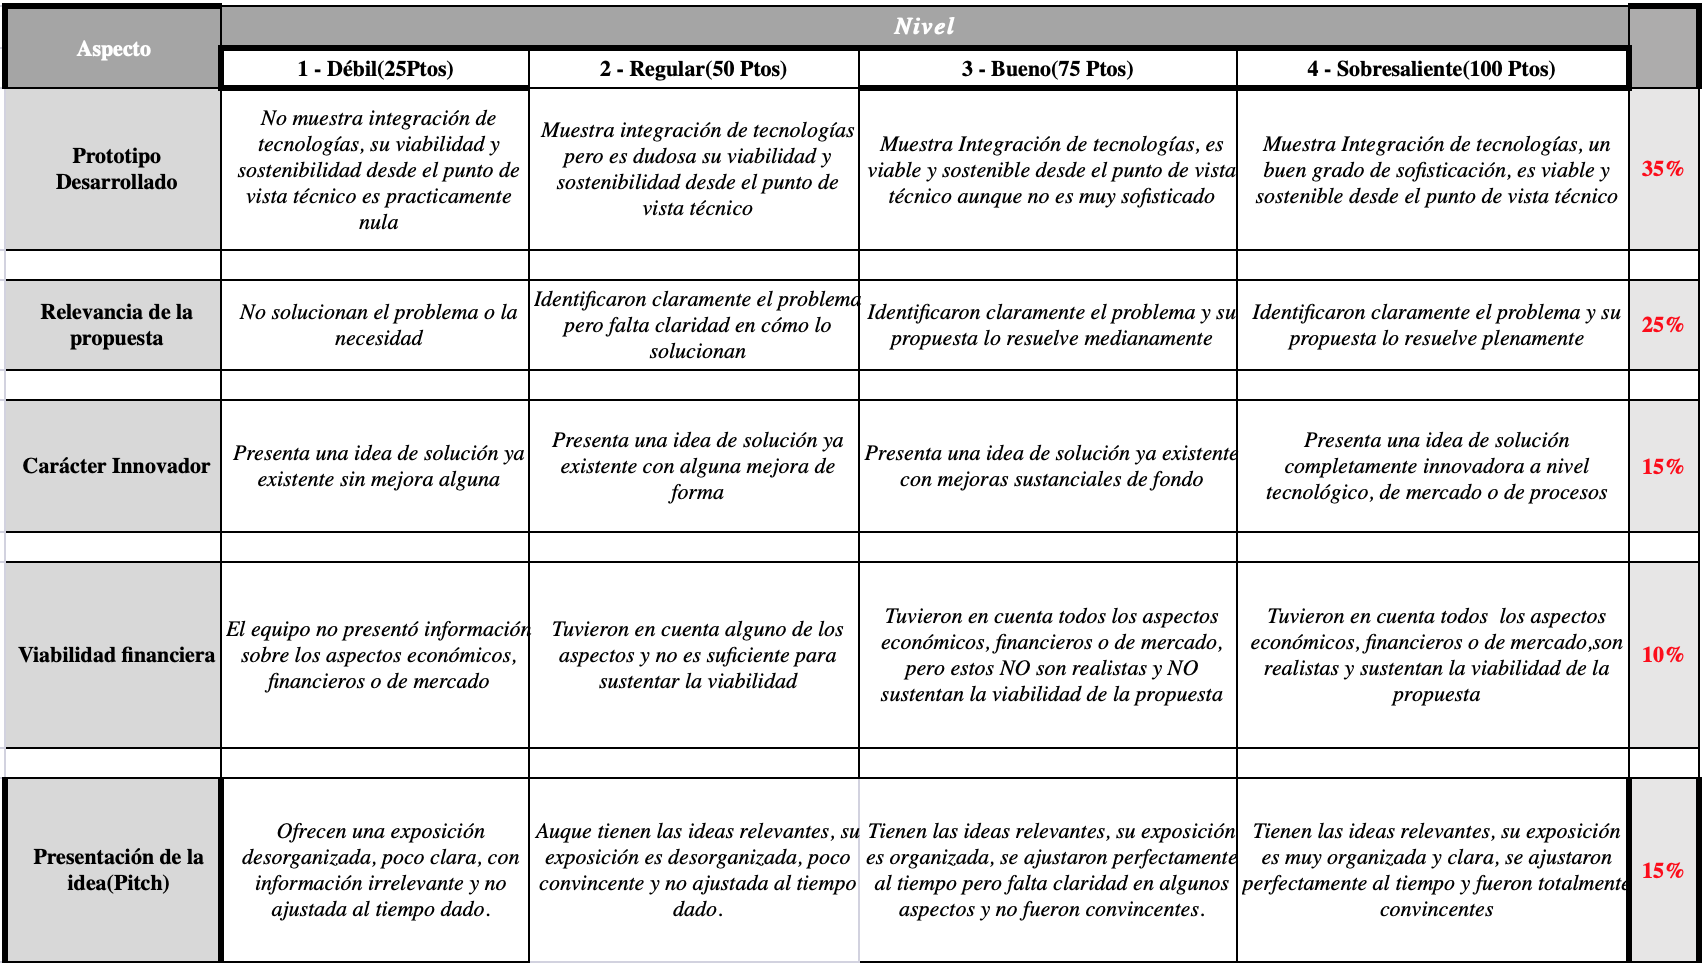 Aspecto
Nivel
1 - Débil(25Ptos)
2 - Regular(50 Ptos)
3 - Bueno(75 Ptos)
4 - Sobresaliente(100 Ptos)
Prototipo
Desarrollado
No muestra integración de
tecnologías, su viabilidad y
sostenibilidad desde el punto de
vista técnico es practicamente
nula
Muestra integración de tecnologías
pero es dudosa su viabilidad y
sostenibilidad desde el punto de
vista técnico
Muestra Integración de tecnologías, es
viable y sostenible desde el punto de vista
técnico aunque no es muy sofisticado
Muestra Integración de tecnologías, un
buen grado de sofisticación, es viable y
sostenible desde el punto de vista técnico
35%
Relevancia de la
propuesta
No solucionan el problema o la
necesidad
Identificaron claramente el problema
pero falta claridad en cómo lo
solucionan
Identificaron claramente el problema y su
propuesta lo resuelve medianamente
Identificaron claramente el problema y su
propuesta lo resuelve plenamente
25%
Carácter Innovador
Presenta una idea de solución ya
existente sin mejora alguna
Presenta una idea de solución ya
existente con alguna mejora de
forma
Presenta una idea de solución ya existente
con mejoras sustanciales de fondo
Presenta una idea de solución
completamente innovadora a nivel
tecnológico, de mercado o de procesos
15%
Viabilidad financiera
El equipo no presentó información
sobre los aspectos económicos,
financieros o de mercado
Tuvieron en cuenta alguno de los
aspectos y no es suficiente para
sustentar la viabilidad
Tuvieron en cuenta todos los aspectos
económicos, financieros o de mercado,
pero estos NO son realistas y NO
sustentan la viabilidad de la propuesta
Tuvieron en cuenta todos  los aspectos
económicos, financieros o de mercado,son
realistas y sustentan la viabilidad de la
propuesta
10%
Presentación de la
idea(Pitch)
Ofrecen una exposición
desorganizada, poco clara, con
información irrelevante y no
ajustada al tiempo dado.
Auque tienen las ideas relevantes, su
exposición es desorganizada, poco
convincente y no ajustada al tiempo
dado.
Tienen las ideas relevantes, su exposición
es organizada, se ajustaron perfectamente
al tiempo pero falta claridad en algunos
aspectos y no fueron convincentes.
Tienen las ideas relevantes, su exposición
es muy organizada y clara, se ajustaron
perfectamente al tiempo y fueron totalmente
convincentes
15%